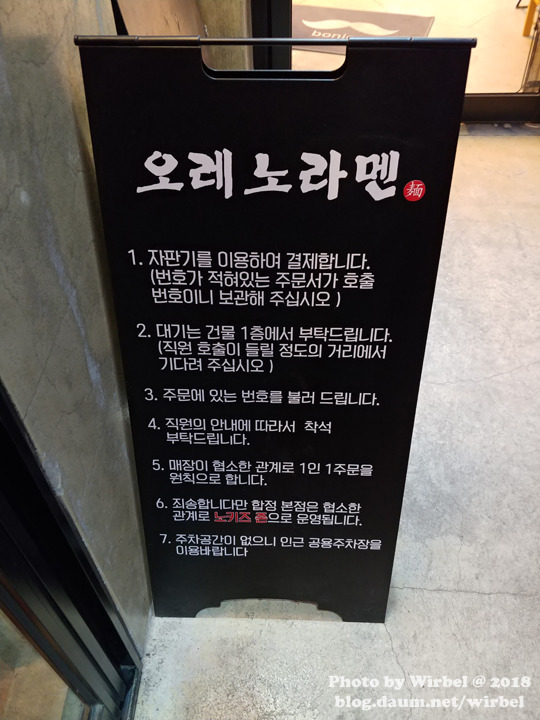 boni
오레노라멘
麺
1. 자판기를 이용하여 결제합니다.
(번호가 적혀있는 주문서가 호출
번호이니 보관해 주십시오 )
2. 대기는 건물 1층에서 부탁드립니다.
(직원 호출이 들릴 정도의 거리에서
기다려 주십시오 )
3. 주문에 있는 번호를 불러 드립니다.
4. 직원의 안내에 따라서 착석
부탁드립니다.
5. 매장이 협소한 관계로 1인 1주문을
원칙으로 합니다.
6. 죄송합니다만 합정 본점은 협소한
관계로 노키즈 존으로 운영됩니다.
7. 주차공간이 없으니 인근 공용주차장을
이용바랍니다
Photo by Wirbel @ 2018
blog.daum.net/wirbel